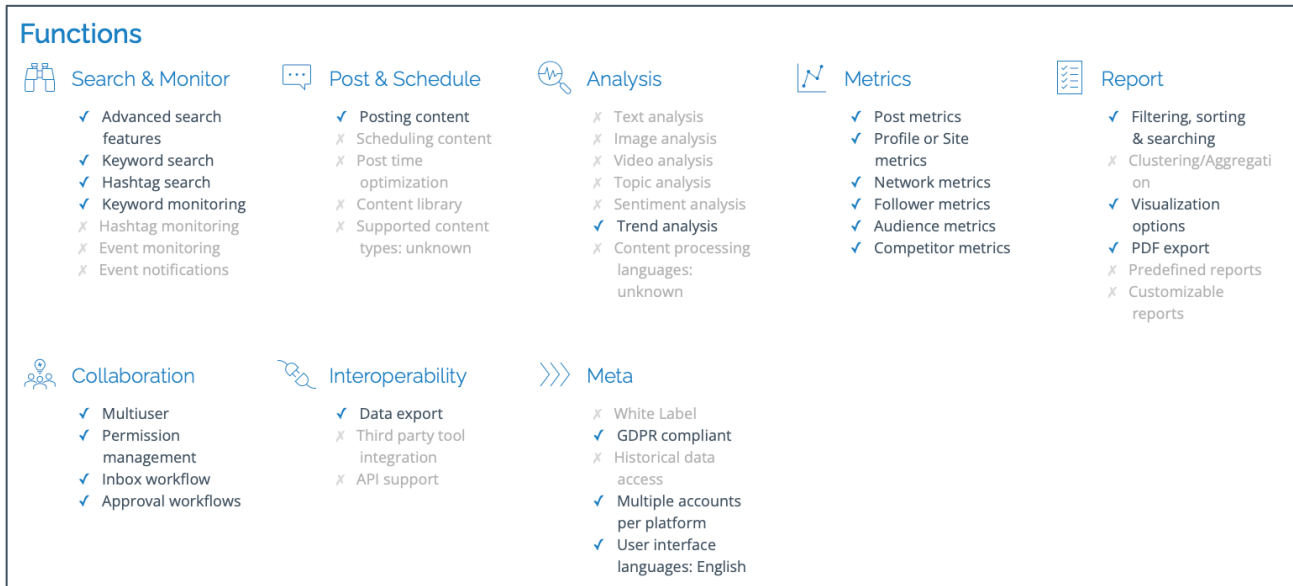 Functions
Search & Monitor
✓ Advanced search
features
✓ Keyword search
✓ Hashtag search
✓ Keyword monitoring
✗ Hashtag monitoring
✗ Event monitoring
✗ Event notifications
Post & Schedule
✓ Posting content
✗ Scheduling content
✗ Post time
optimization
✗ Content library
✗ Supported content
types: unknown
Analysis
✗ Text analysis
✗ Image analysis
✗ Video analysis
✗ Topic analysis
✗ Sentiment analysis
✓ Trend analysis
✗ Content processing
languages:
unknown
Metrics
✓ Post metrics
✓ Profile or Site
metrics
✓ Network metrics
✓ Follower metrics
✓ Audience metrics
✓ Competitor metrics
Report
✓ Filtering, sorting
& searching
✗ Clustering/Aggregati
on
✓ Visualization
options
✓ PDF export
✗ Predefined reports
✗ Customizable
reports
Collaboration
✓ Multiuser
✓ Permission
management
✓ Inbox workflow
✓ Approval workflows
Interoperability
✓ Data export
✗ Third party tool
integration
✗ API support
Meta
✗ White Label
✓ GDPR compliant
✗ Historical data
access
✓ Multiple accounts
per platform
✓ User interface
languages: English